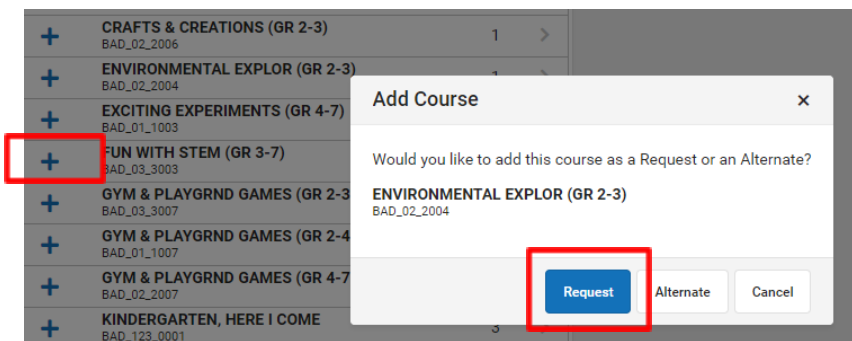 CRAFTS & CREATIONS (GR 2-3)
BAD_02_2006
1
ENVIRONMENTAL EXPLOR (GR 2-3)
BAD_02_2004
1
EXCITING EXPERIMENTS (GR 4-7)
BAD_01_1003
FUN WITH STEM (GR 3-7)
BAD_03_3003
GYM & PLAYGRND GAMES (GR 2-3
BAD_03_3007
GYM & PLAYGRND GAMES (GR 2-4
BAD_01_1007
GYM & PLAYGRND GAMES (GR 4-7
BAD_02_2007
KINDERGARTEN, HERE I COME
BAD_123_0001
3
Add Course
Would you like to add this course as a Request or an Alternate?
ENVIRONMENTAL EXPLOR (GR 2-3)
BAD_02_2004
Request Alternate Cancel